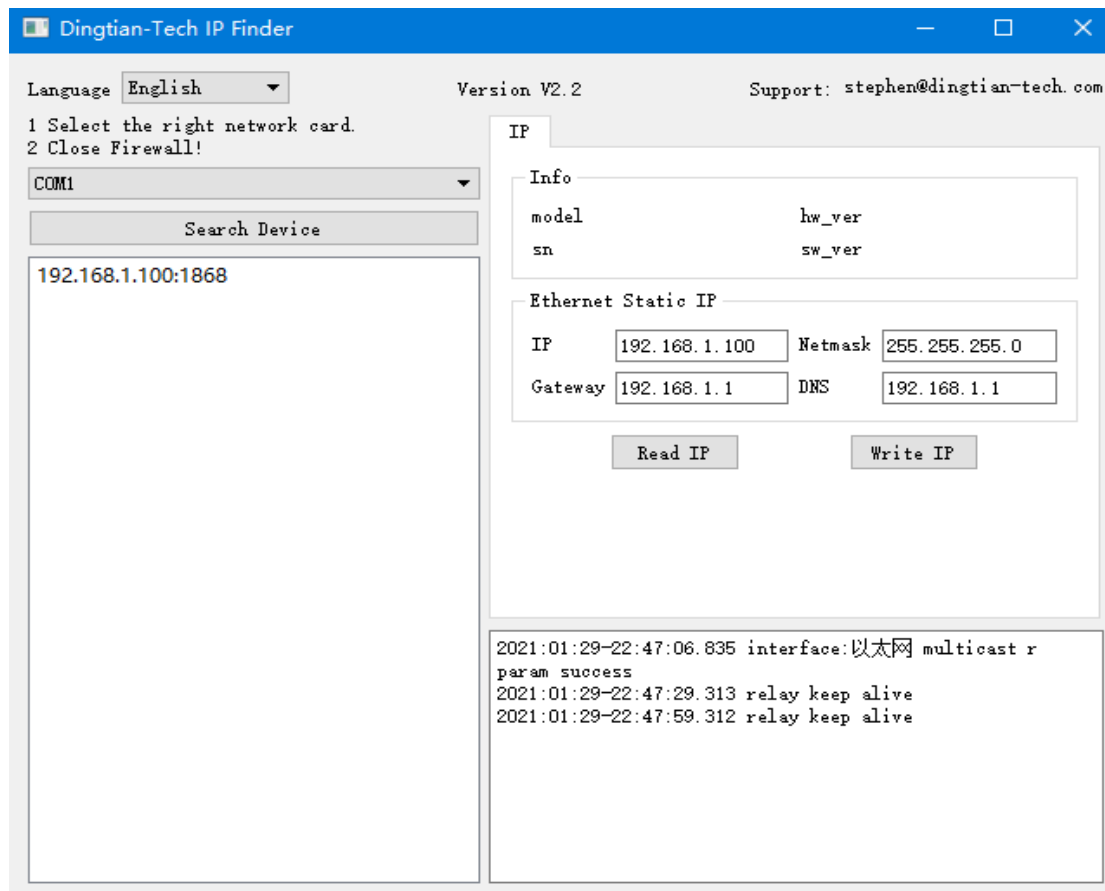 Dingtian-Tech IP Finder
Language English Version V2.2 Support: stephen@dingtian-tech.com
1 Select the right network card.
2 Close Firewall!
COM1
Search Device
192.168.1.100:1868
IP
Info
model hw_ver
sn sw_ver
Ethernet Static IP
IP 192.168.1.100 Netmask 255.255.255.0
Gateway 192.168.1.1 DNS 192.168.1.1
Read IP Write IP
2021:01:29-22:47:06.835 interface:以太网 multicast r
param success
2021:01:29-22:47:29.313 relay keep alive
2021:01:29-22:47:59.312 relay keep alive